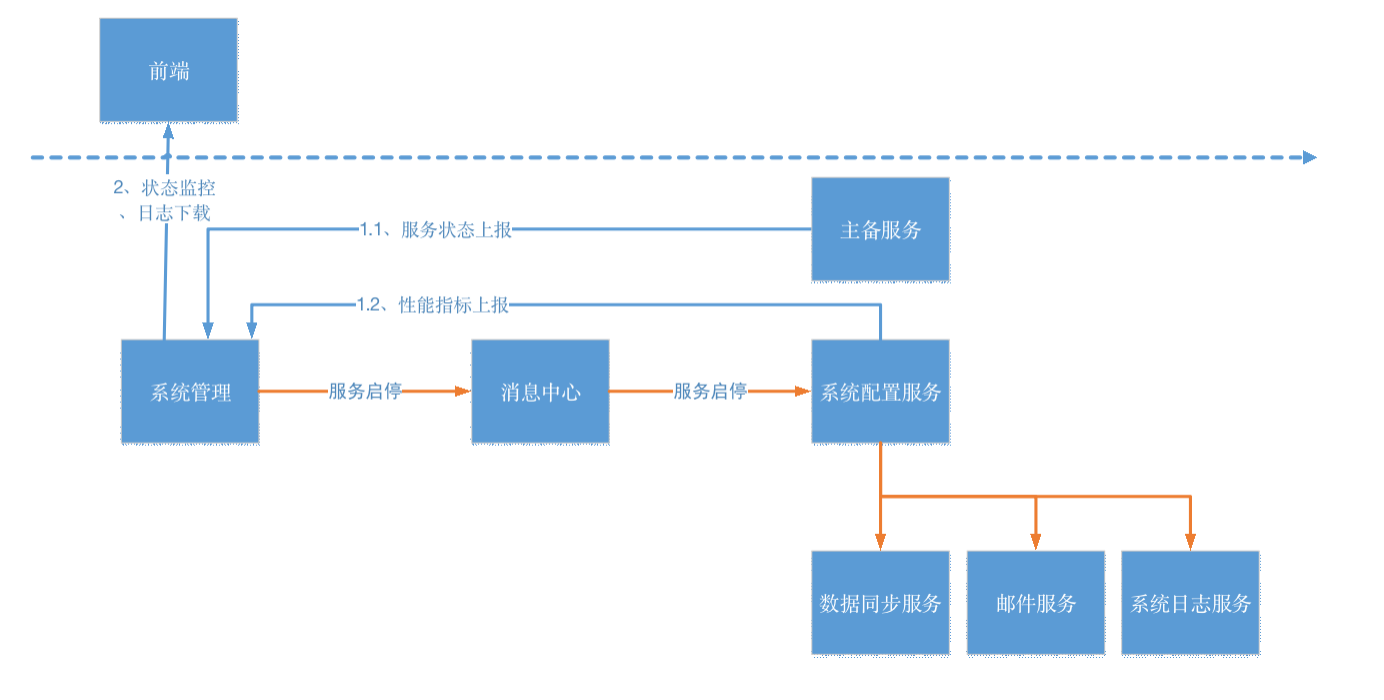 前端
2、状态监控
、日志下载
1.1、服务状态上报
主备服务
1.2、性能指标上报
系统管理
服务启停
消息中心
服务启停
系统配置服务
数据同步服务
邮件服务
系统日志服务